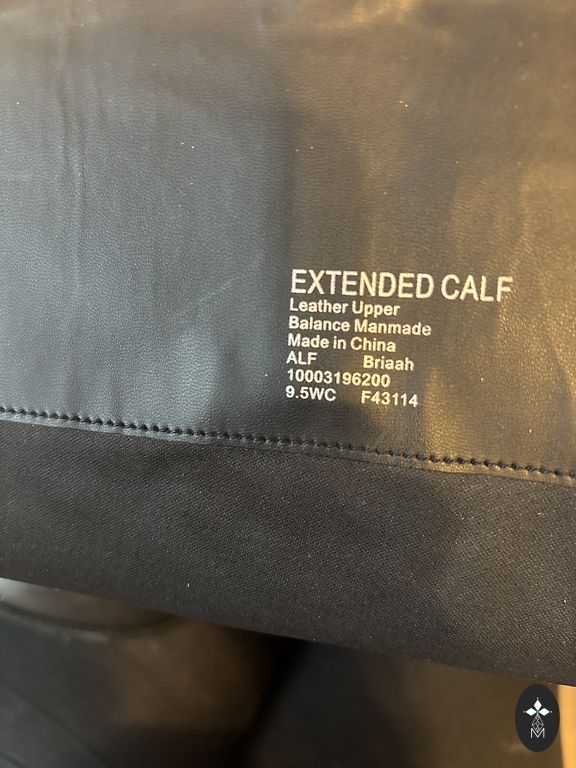 EXTENDED CALF
Leather Upper
Balance Manmade
Made in China
ALF Briaah
10003196200
9.5WC F43114
M